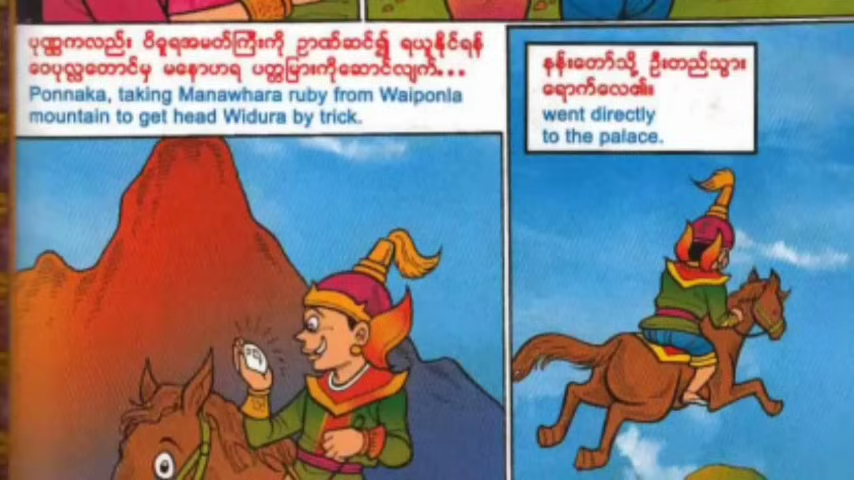 ပုဏ္ဏကလည်း ဝိဓူရအမတ်ကြီးကို ဉာဏ်ဆင်၍ ရယူနိုင်ရန်
ဝေပုလ္လတောင်မှ မနောဟရ ပတ္တမြားကိုဆောင်လျက်...
Ponnaka, taking Manawhara ruby from Waiponla
mountain to get head Widura by trick.
နန်းတော်သို့ ဦးတည်သွား
ရောက်လေ၏။
went directly
to the palace.